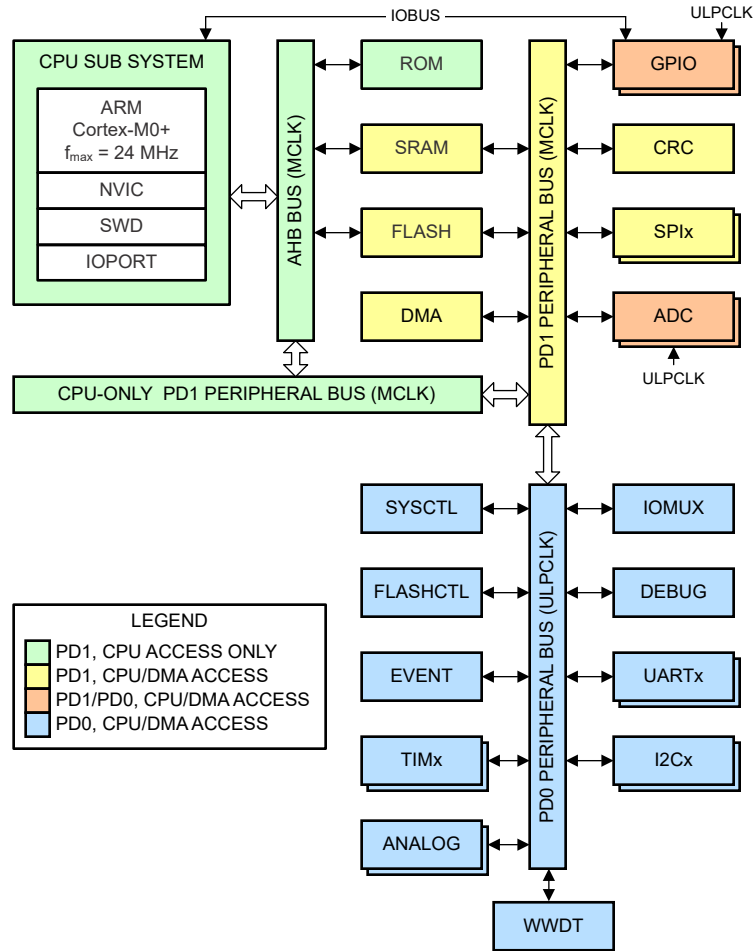 IOBUS
ULPCLK
CPU SUB SYSTEM
ARM
Cortex-M0+
fmax = 24 MHz
NVIC
SWD
IOPORT
AHB BUS (MCLK)
ROM
SRAM
FLASH
DMA
PD1 PERIPHERAL BUS (MCLK)
GPIO
CRC
SPIx
ADC
ULPCLK
CPU-ONLY PD1 PERIPHERAL BUS (MCLK)
SYSCTL
FLASHCTL
EVENT
TIMx
ANALOG
PD0 PERIPHERAL BUS (ULPCLK)
IOMUX
DEBUG
UARTx
I2Cx
WWDT
LEGEND
PD1, CPU ACCESS ONLY
PD1, CPU/DMA ACCESS
PD1/PD0, CPU/DMA ACCESS
PD0, CPU/DMA ACCESS